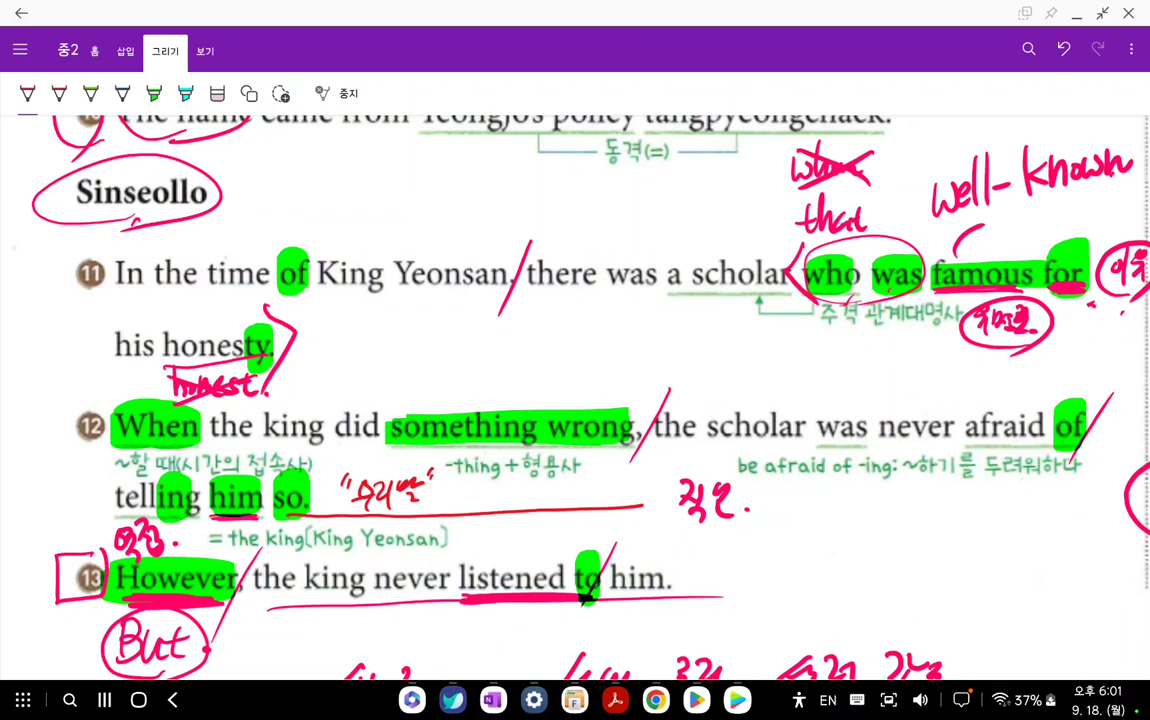 중2 홈 삽입 그리기 보기
중지
The name came from Yeongjo's policy tangpyeongchaek.
동격(=)
well-known
that
Sinseollo
11 In the time of King Yeonsan, there was a scholar who was famous for
주격 관계대명사
his honesty.
honest
12 When the king did something wrong, the scholar was never afraid of
~할 때(시간의 접속사) -thing+형용사 be afraid of -ing: ~하기를 두려워하다
telling him so. 직언.
= the king(King Yeonsan)
13 However, the king never listened to him.
But
EN 37% 오후 6:01
9. 18. (월)